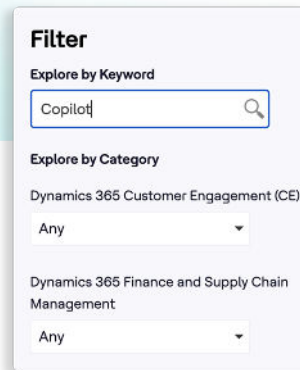 Filter
Explore by Keyword
Copilot
Explore by Category
Dynamics 365 Customer Engagement (CE)
Any
Dynamics 365 Finance and Supply Chain
Management
Any